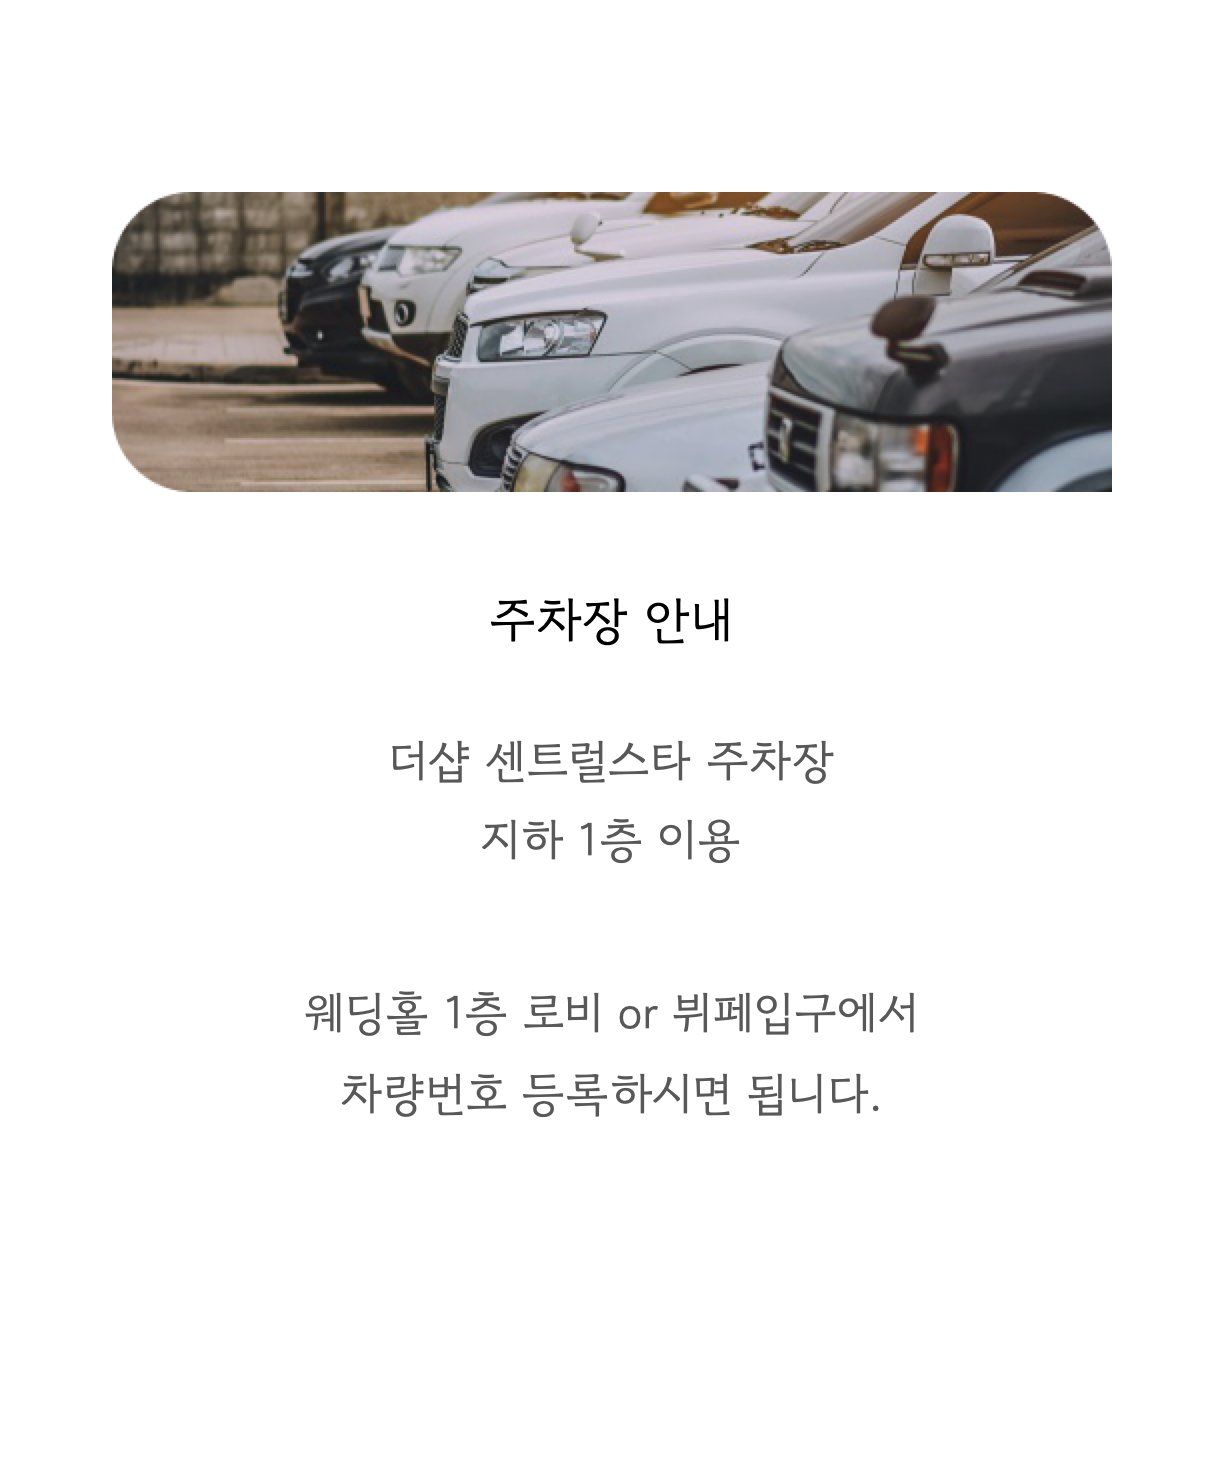 주차장 안내
더샵 센트럴스타 주차장
지하 1층 이용
웨딩홀 1층 로비 or 뷔페입구에서
차량번호 등록하시면 됩니다.